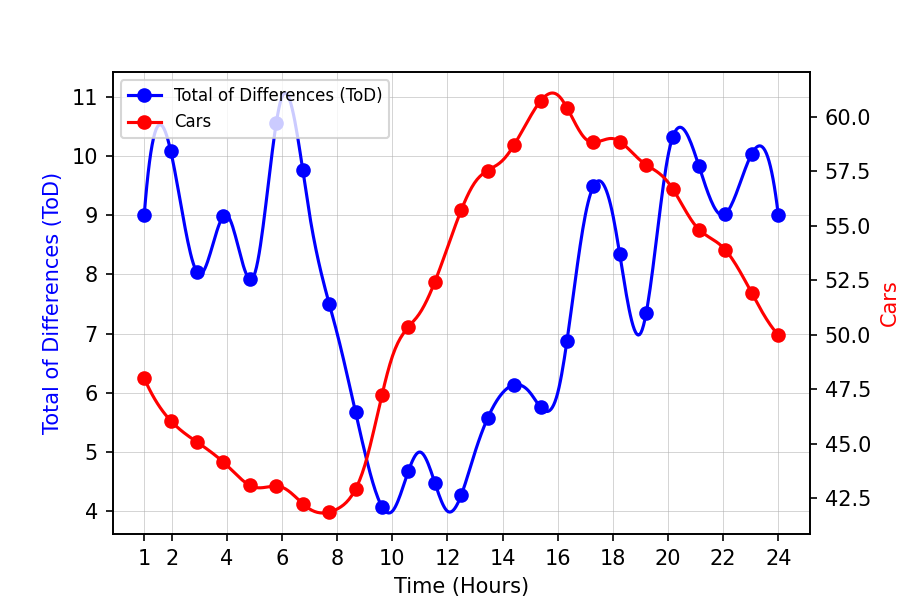 Total of Differences (ToD)
Cars
11
10
9
8
7
6
5
4
Total of Differences (ToD)
60.0
57.5
55.0
52.5
50.0
47.5
45.0
42.5
Cars
1 2 4 6 8 10 12 14 16 18 20 22 24
Time (Hours)